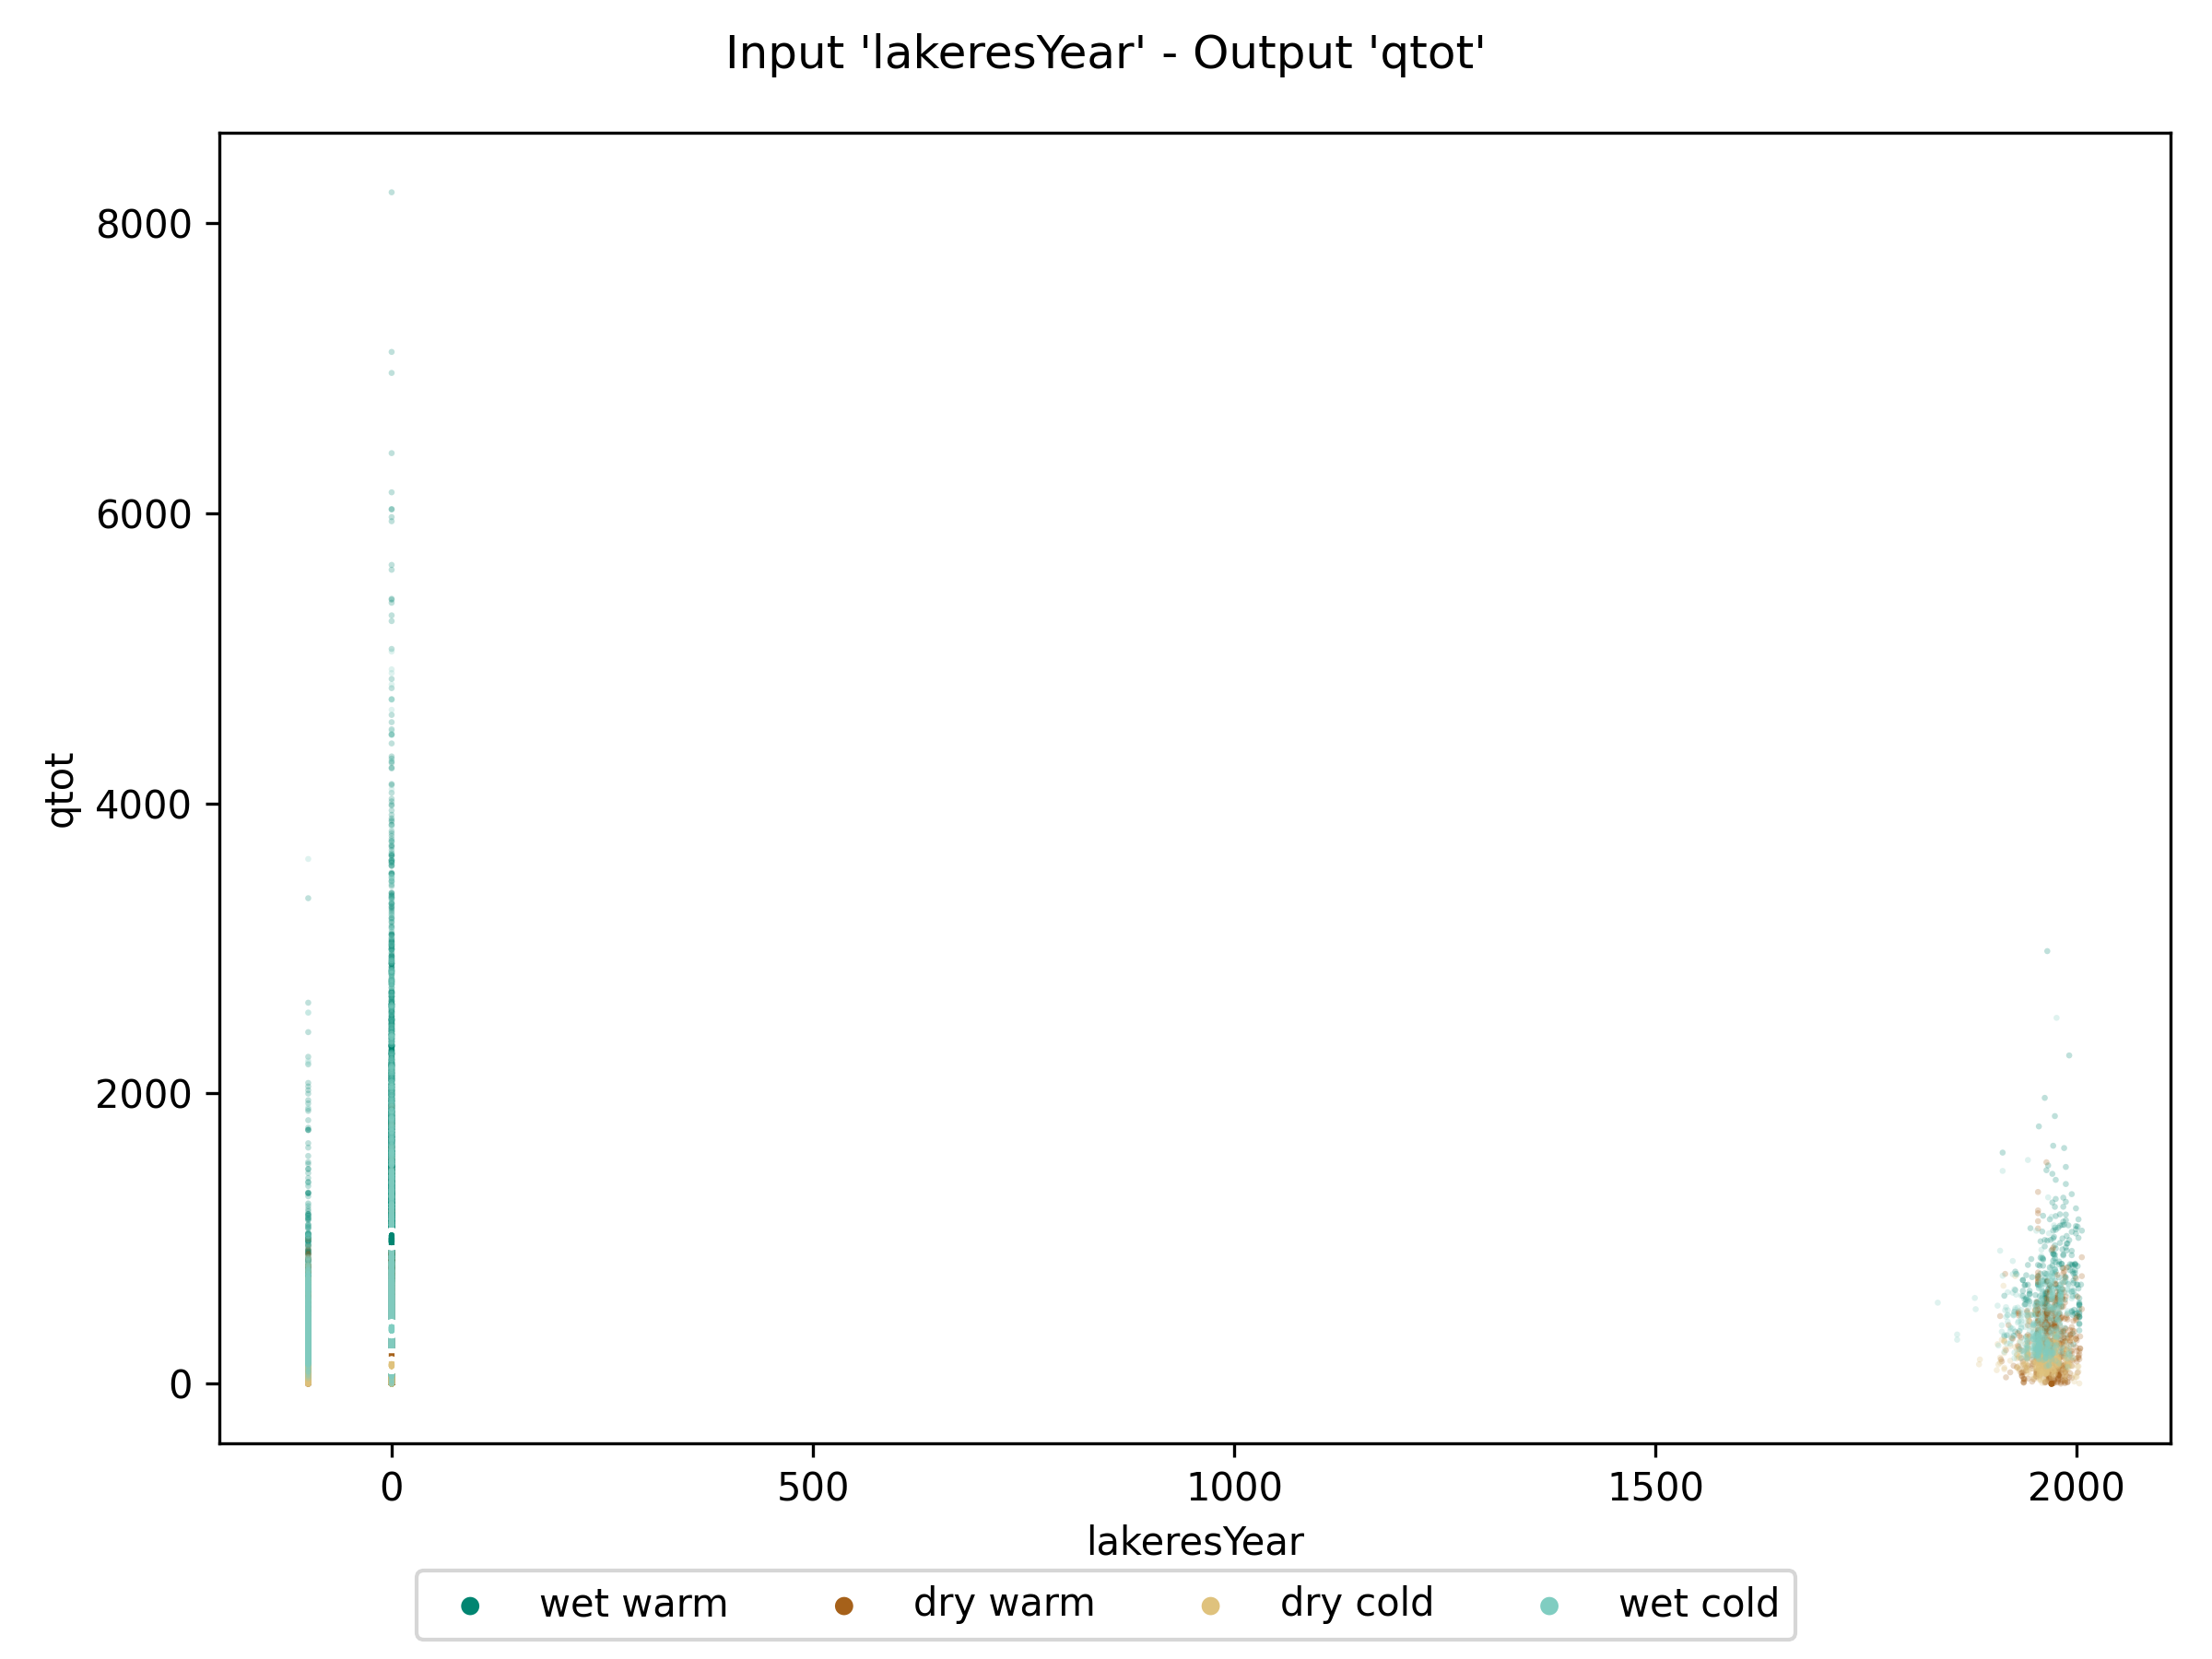 Input 'lakeresYear' - Output 'qtot'
8000
6000
4000
2000
0
qtot
0 500 1000 1500 2000
lakeresYear
wet warm dry warm dry cold wet cold